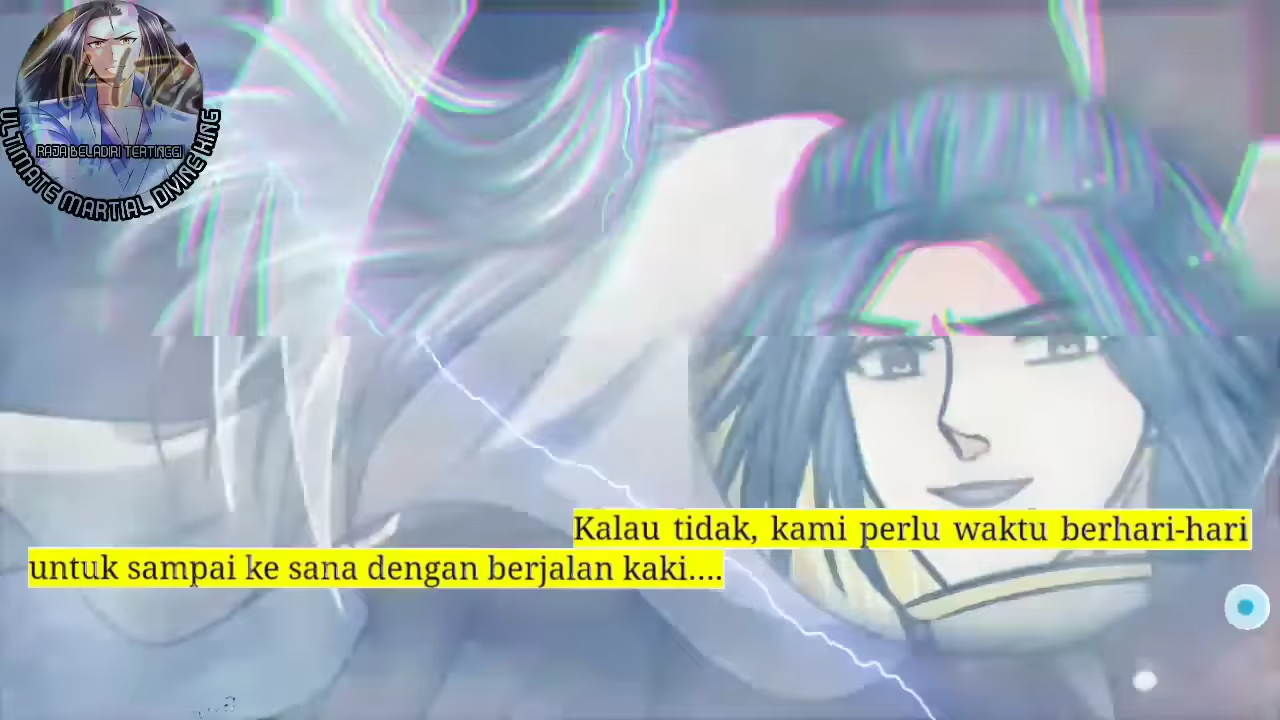 RAJA BELADIRI TERTINGGI
ULTIMATE MARTIAL DIVINE KING
Kalau tidak, kami perlu waktu berhari-hari
untuk sampai ke sana dengan berjalan kaki....